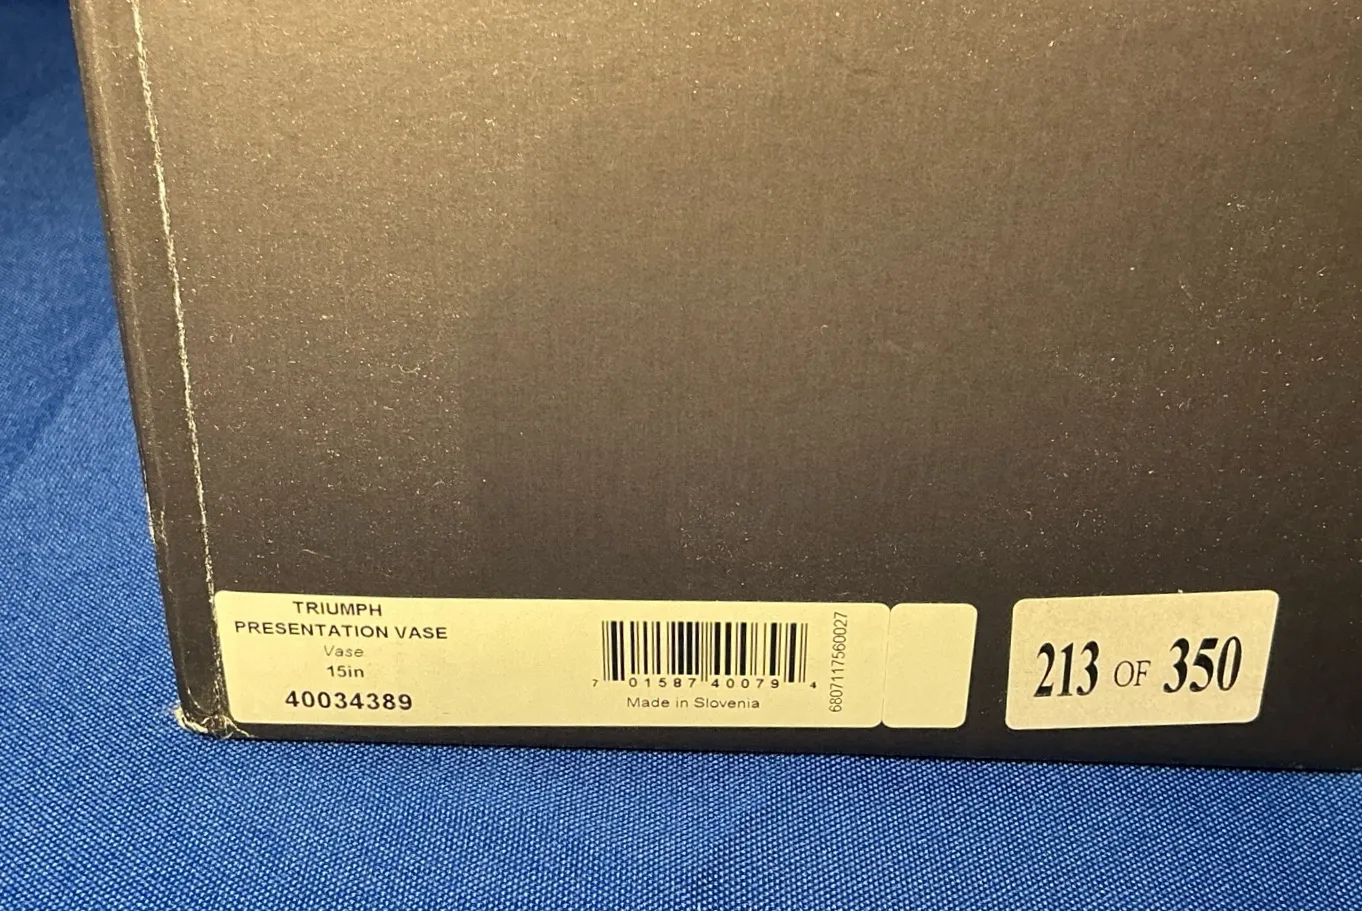 TRIUMPH
PRESENTATION VASE
Vase
15in
40034389
7 01587 40079 4
Made in Slovenia
6807117560027
213 OF 350